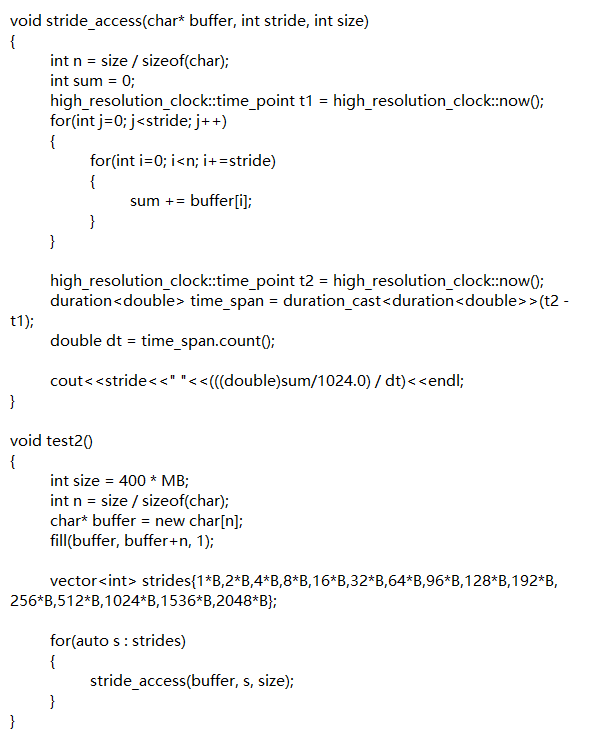 void stride_access(char* buffer, int stride, int size)
{
int n = size / sizeof(char);
int sum = 0;
high_resolution_clock::time_point t1 = high_resolution_clock::now();
for(int j=0; j<stride; j++)
{
for(int i=0; i<n; i+=stride)
{
sum += buffer[i];
}
}
high_resolution_clock::time_point t2 = high_resolution_clock::now();
duration<double> time_span = duration_cast<duration<double>>(t2 -
t1);
double dt = time_span.count();
cout<<stride<<" "<<(((double)sum/1024.0) / dt)<<endl;
}
void test2()
{
int size = 400 * MB;
int n = size / sizeof(char);
char* buffer = new char[n];
fill(buffer, buffer+n, 1);
vector<int> strides{1*B,2*B,4*B,8*B,16*B,32*B,64*B,96*B,128*B,192*B,
256*B,512*B,1024*B,1536*B,2048*B};
for(auto s : strides)
{
stride_access(buffer, s, size);
}
}